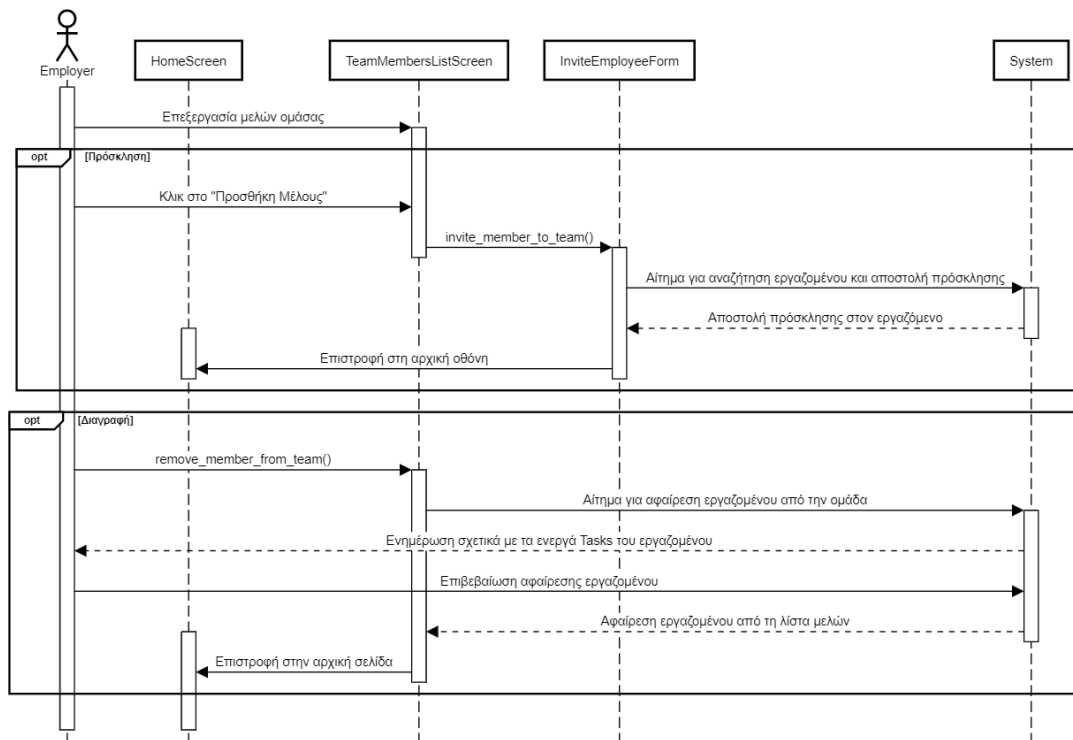 Employer
HomeScreen
TeamMembersListScreen
InviteEmployeeForm
System
Επεξεργασία μελών ομάσας
opt
[Πρόσκληση]
Κλικ στο "Προσθήκη Μέλους"
invite_member_to_team()
Αίτημα για αναζήτηση εργαζομένου και αποστολή πρόσκλησης
Αποστολή πρόσκλησης στον εργαζόμενο
Επιστροφή στη αρχική οθόνη
opt
[Διαγραφή]
remove_member_from_team()
Αίτημα για αφαίρεση εργαζομένου από την ομάδα
Ενημέρωση σχετικά με τα ενεργά Tasks του εργαζομένου
Επιβεβαίωση αφαίρεσης εργαζομένου
Αφαίρεση εργαζομένου από τη λίστα μελών
Επιστροφή στην αρχική σελίδα